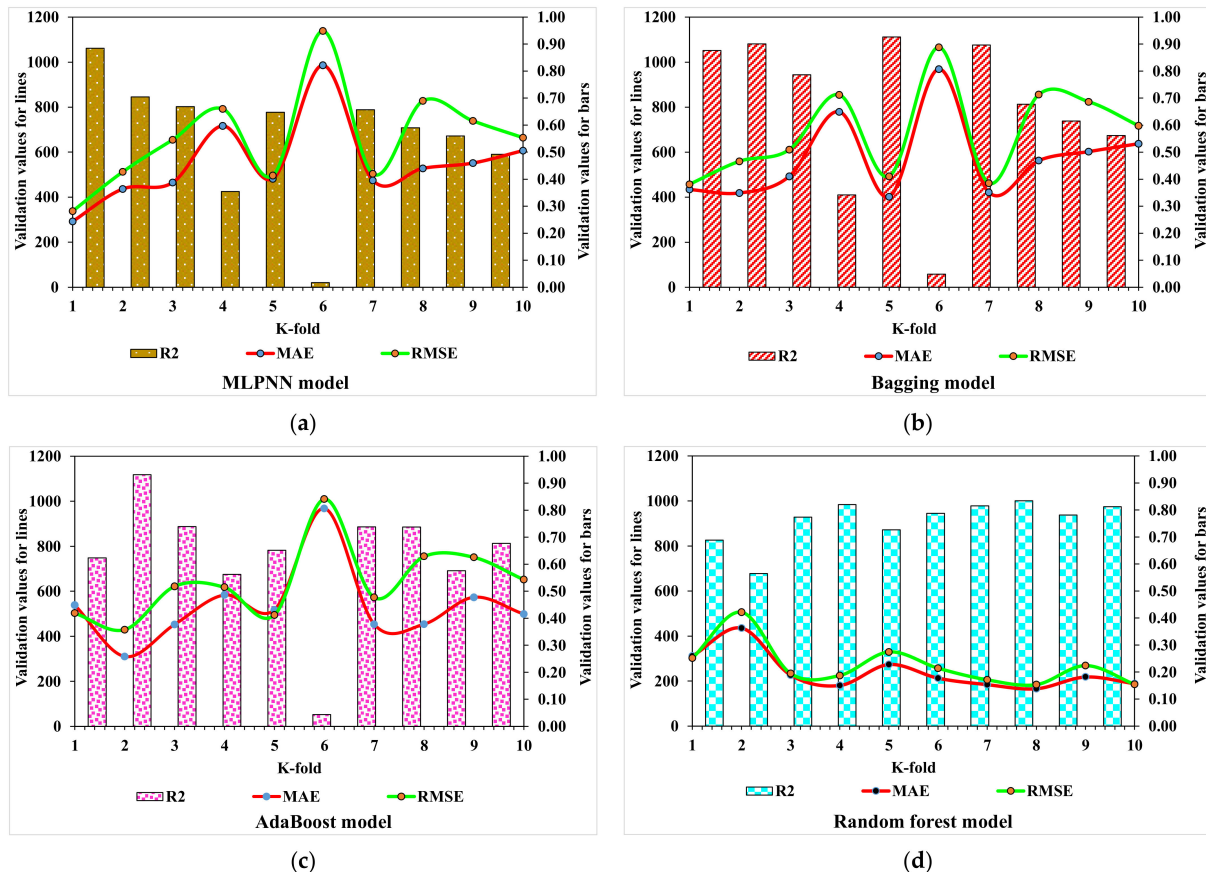 1200
1000
800
600
400
200
0
Validation values for lines
1.00
0.90
0.80
0.70
0.60
0.50
0.40
0.30
0.20
0.10
0.00
Validation values for bars
1 2 3 4 5 6 7 8 9 10
K-fold
R2 MAE RMSE
MLPNN model
(a)
1200
1000
800
600
400
200
0
Validation values for lines
1.00
0.90
0.80
0.70
0.60
0.50
0.40
0.30
0.20
0.10
0.00
Validation values for bars
1 2 3 4 5 6 7 8 9 10
K-fold
R2 MAE RMSE
Bagging model
(b)
1200
1000
800
600
400
200
0
Validation values for lines
1.00
0.90
0.80
0.70
0.60
0.50
0.40
0.30
0.20
0.10
0.00
Validation values for bars
1 2 3 4 5 6 7 8 9 10
K-fold
R2 MAE RMSE
AdaBoost model
(c)
1200
1000
800
600
400
200
0
Validation values for lines
1.00
0.90
0.80
0.70
0.60
0.50
0.40
0.30
0.20
0.10
0.00
Validation values for bars
1 2 3 4 5 6 7 8 9 10
K-fold
R2 MAE RMSE
Random forest model
(d)